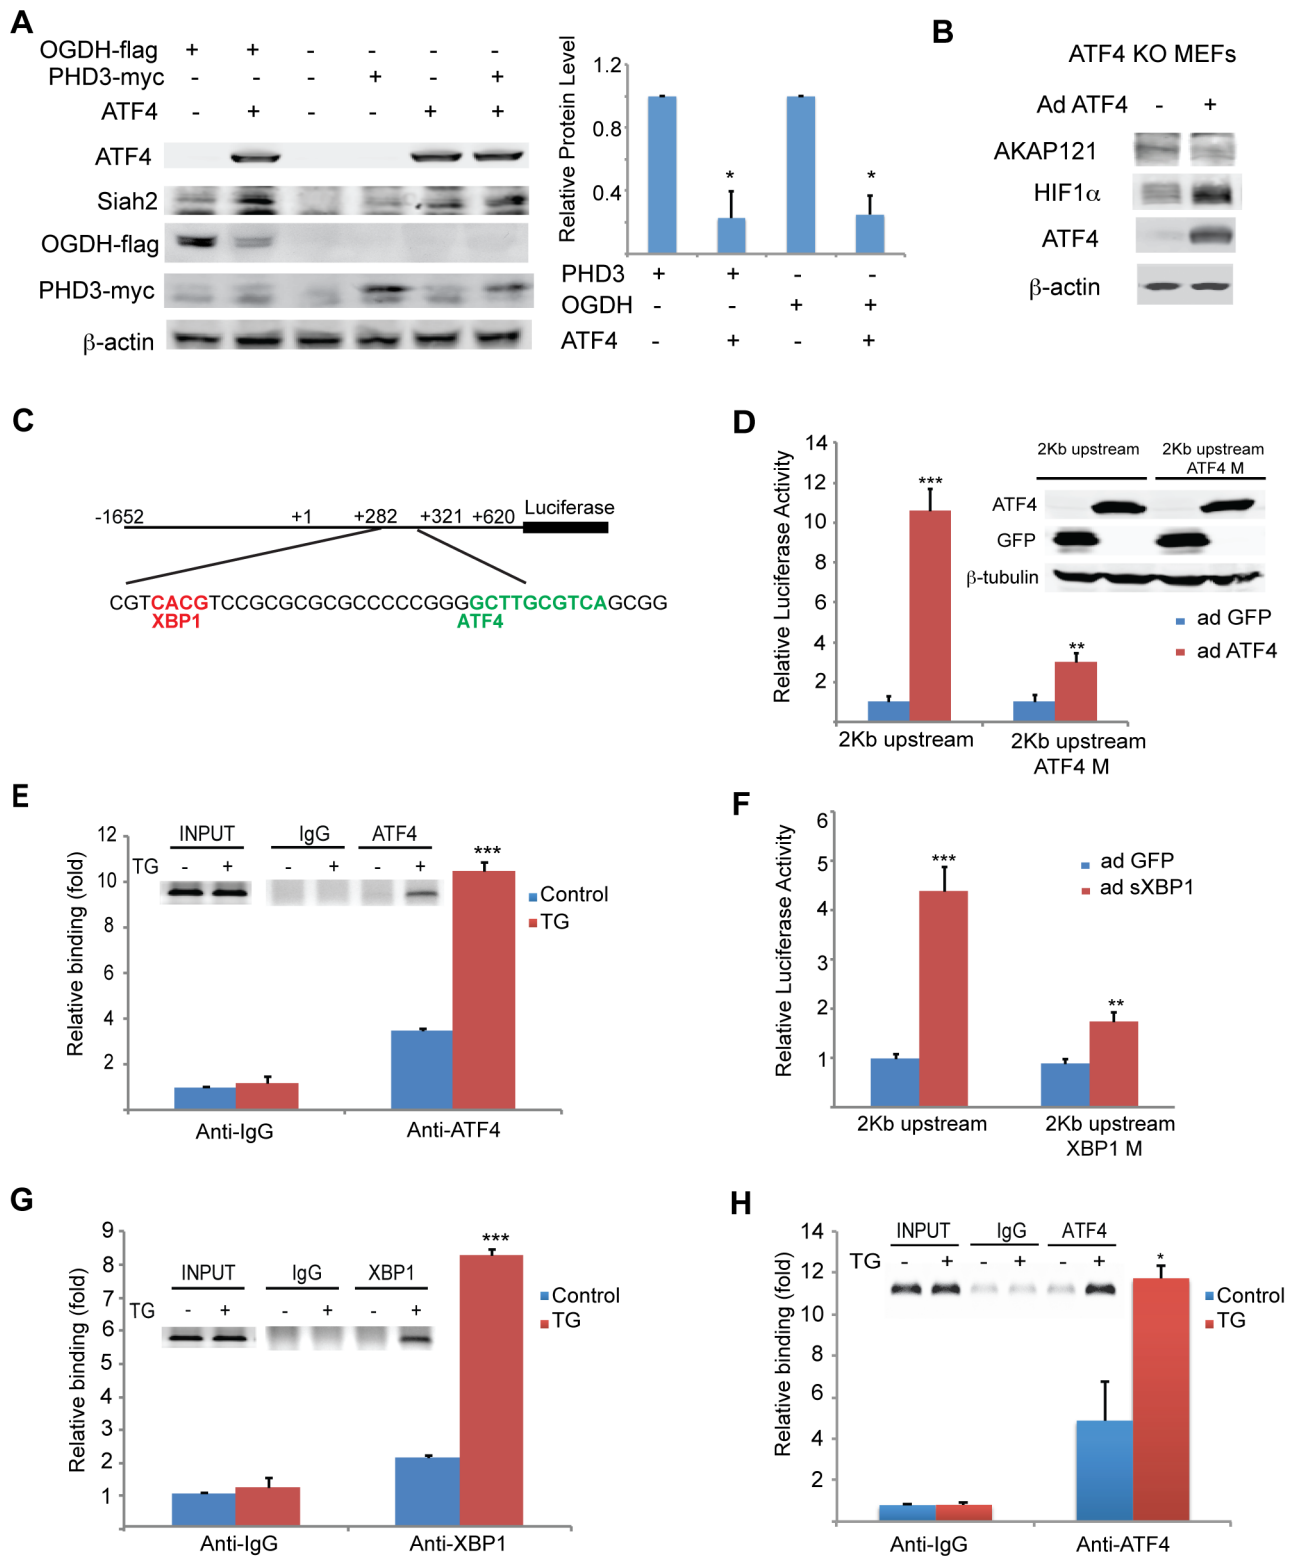 A
OGDH-flag + + - - - -
PHD3-myc - - - + - +
ATF4 - + - - + +
ATF4
Siah2
OGDH-flag
PHD3-myc
β-actin
Relative Protein Level
1.2
0.8
0.4
* *
PHD3 + + - -
OGDH - - + +
ATF4 - + - +
B
ATF4 KO MEFs
Ad ATF4 - +
AKAP121
HIF1α
ATF4
β-actin
C
-1652 +1 +282 +321 +620 Luciferase
CGTCACGTCCGCGCGCGCCCCCGGGGCTTGCGTCAGCGG
XBP1 ATF4
D
Relative Luciferase Activity
14
12
10
8
6
4
2
***
**
2Kb upstream 2Kb upstream
ATF4 M
2Kb upstream 2Kb upstream
ATF4 M
ATF4
GFP
β-tubulin
ad GFP
ad ATF4
E
Relative binding (fold)
12
10
8
6
4
2
INPUT IgG ATF4
TG - + - + - +
***
Control
TG
Anti-IgG Anti-ATF4
F
Relative Luciferase Activity
6
5
4
3
2
1
***
**
ad GFP
ad sXBP1
2Kb upstream 2Kb upstream
XBP1 M
G
Relative binding (fold)
9
8
7
6
5
4
3
2
1
INPUT IgG XBP1
TG - + - + - +
***
Control
TG
Anti-IgG Anti-XBP1
H
Relative binding (fold)
14
12
10
8
6
4
2
INPUT IgG ATF4
TG - + - + - +
*
Control
TG
Anti-IgG Anti-ATF4